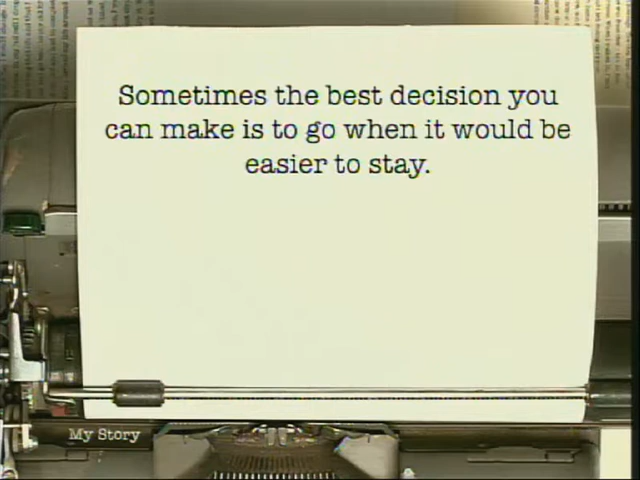 Sometimes the best decision you
can make is to go when it would be
easier to stay.
My Story